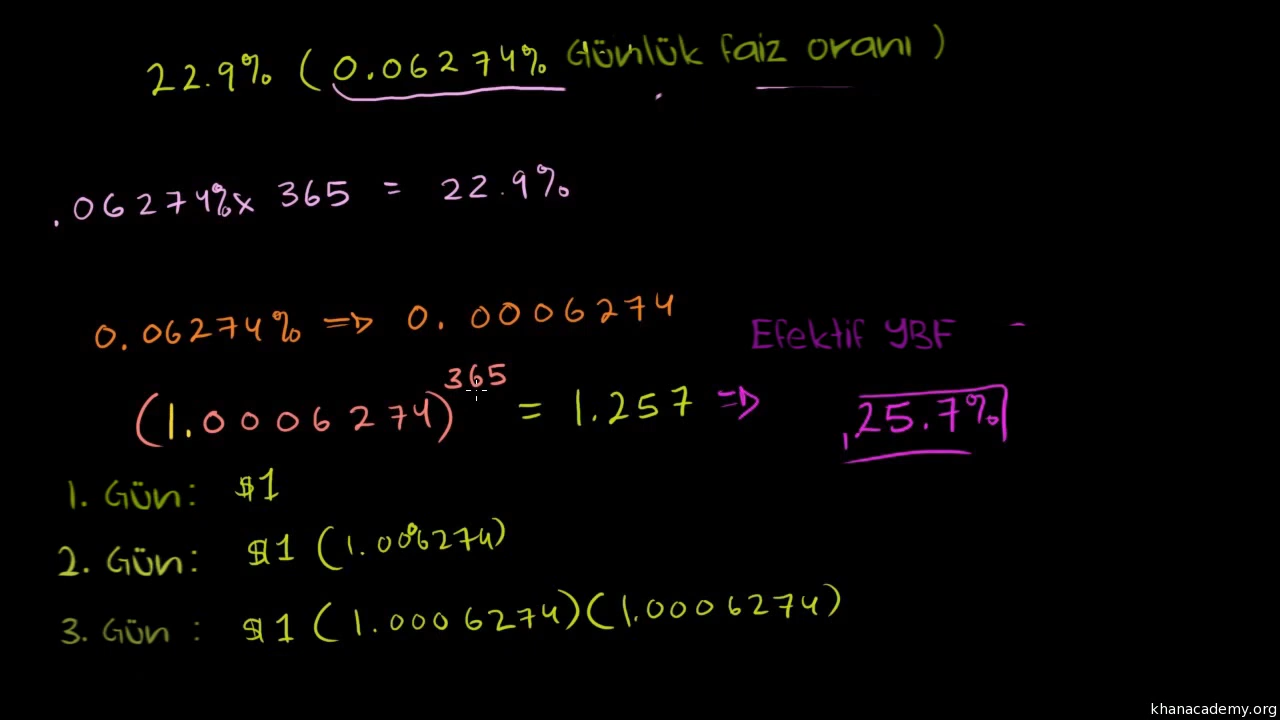 22.9% (0.06274% Günlük faiz oranı)
.06274% x 365 = 22.9%
0.06274% => 0.0006274
Efektif YBF -
(1.0006274)^365 = 1.257 => 25.7%
1. Gün: $1
2. Gün: $1 (1.0006274)
3. Gün: $1 (1.0006274)(1.0006274)
khanacademy.org